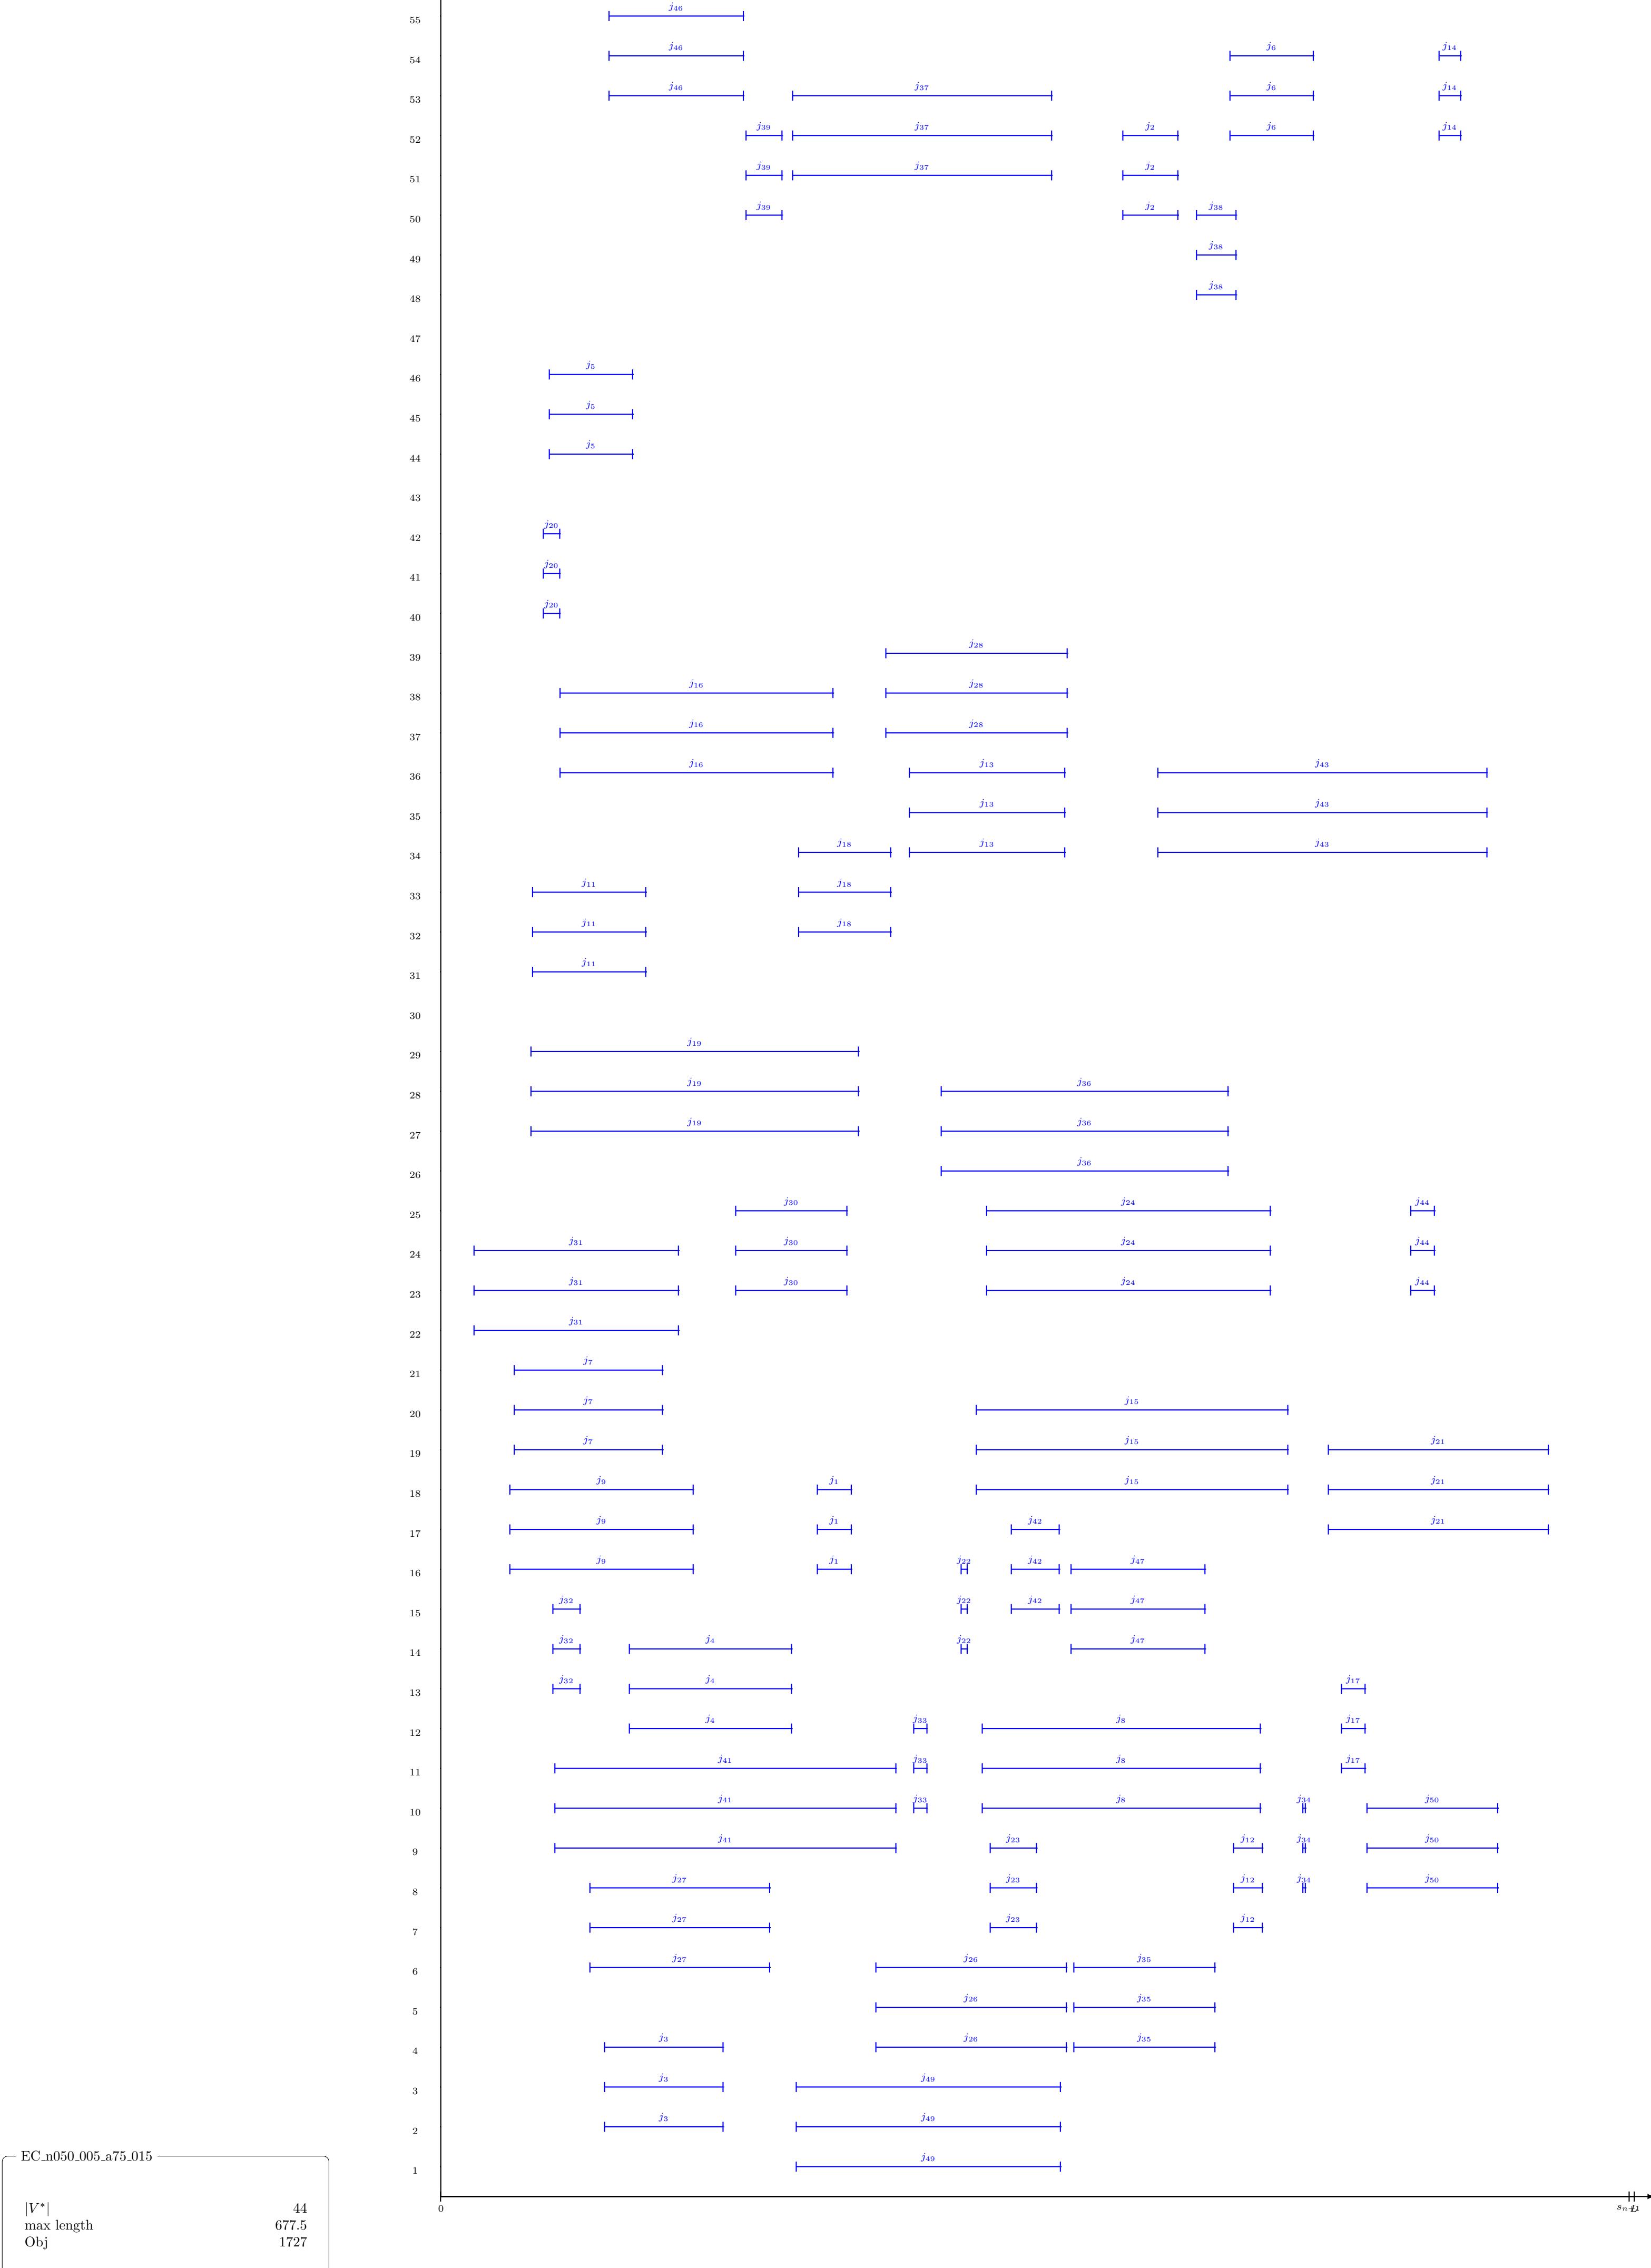 55 j46
54 j46 j6 j14
53 j46 j37 j6 j14
52 j39 j37 j2 j6 j14
51 j39 j37 j2
50 j39 j2 j38
49 j38
48 j38
47
46 j5
45 j5
44 j5
43
42 j20
41 j20
40 j20
39 j28
38 j16 j28
37 j16 j28
36 j16 j13 j43
35 j13 j43
34 j18 j13 j43
33 j11 j18
32 j11 j18
31 j11
30
29 j19
28 j19 j36
27 j19 j36
26 j36
25 j30 j24 j44
24 j31 j30 j24 j44
23 j31 j30 j24 j44
22 j31
21 j7
20 j7 j15
19 j7 j15 j21
18 j9 j1 j15 j21
17 j9 j1 j42 j21
16 j9 j1 j22 j42 j47
15 j32 j22 j42 j47
14 j32 j4 j22 j47
13 j32 j4 j17
12 j4 j33 j8 j17
11 j41 j33 j8 j17
10 j41 j33 j8 j34 j50
9 j41 j23 j12 j34 j50
8 j27 j23 j12 j34 j50
7 j27 j23 j12
6 j27 j26 j35
5 j26 j35
4 j3 j26 j35
3 j3 j49
2 j3 j49
1 j49
0
EC_n050_005_a75_015
|V*| 44
max length 677.5
Obj 1727